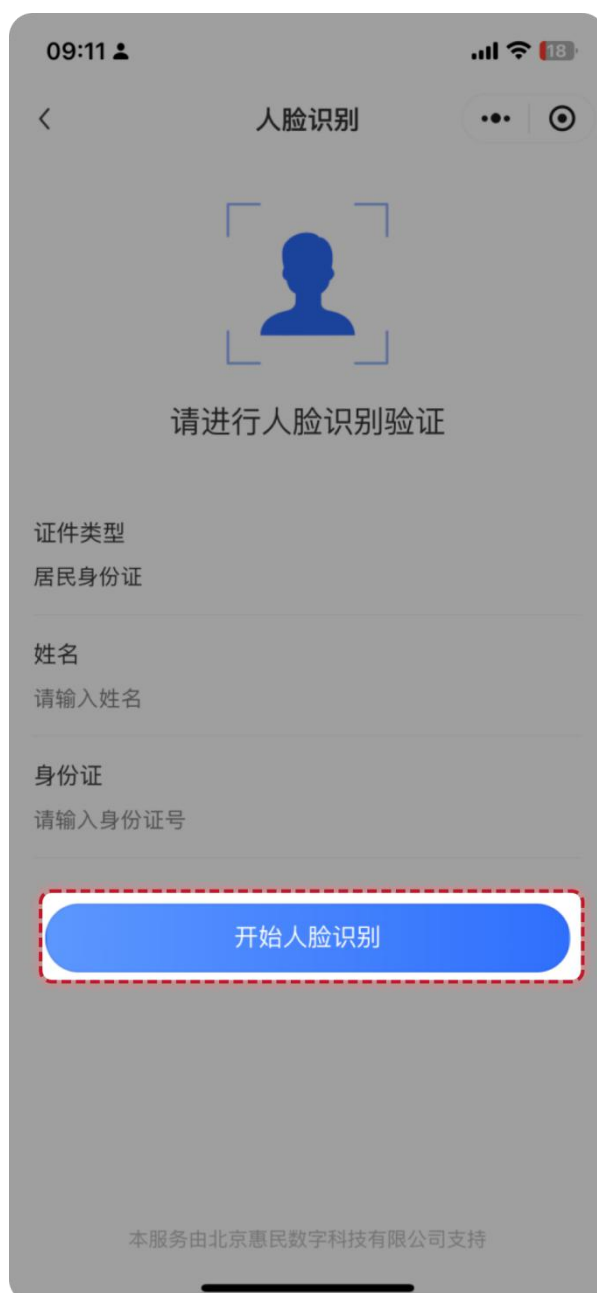 09:11
18
人脸识别
请进行人脸识别验证
证件类型
居民身份证
姓名
请输入姓名
身份证
请输入身份证号
开始人脸识别
本服务由北京惠民数字科技有限公司支持